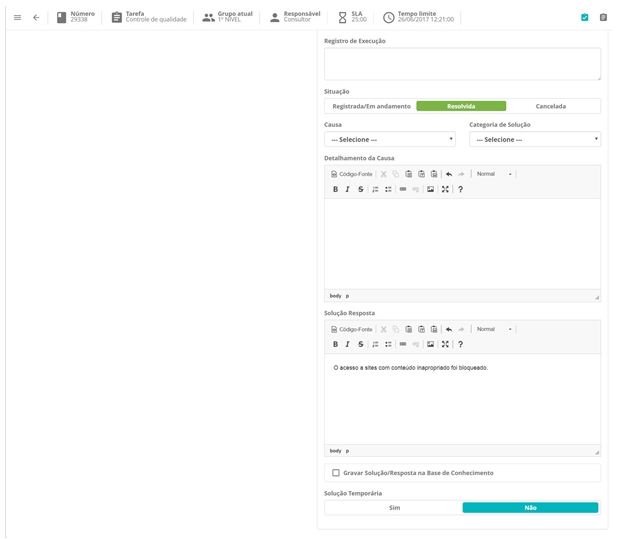 Número
29338
Tarefa
Controle de qualidade
Grupo atual
1º NÍVEL
Responsável
Consultor
SLA
25:00
Tempo limite
26/06/2017 12:21:00
Registro de Execução
Situação
Registrada/Em andamento Resolvida Cancelada
Causa Categoria de Solução
--- Selecione --- --- Selecione ---
Detalhamento da Causa
Código-Fonte Normal
B I S ?
body p
Solução Resposta
Código-Fonte Normal
B I S ?
O acesso a sites com conteúdo inapropriado foi bloqueado.
body p
Gravar Solução/Resposta na Base de Conhecimento
Solução Temporária
Sim Não